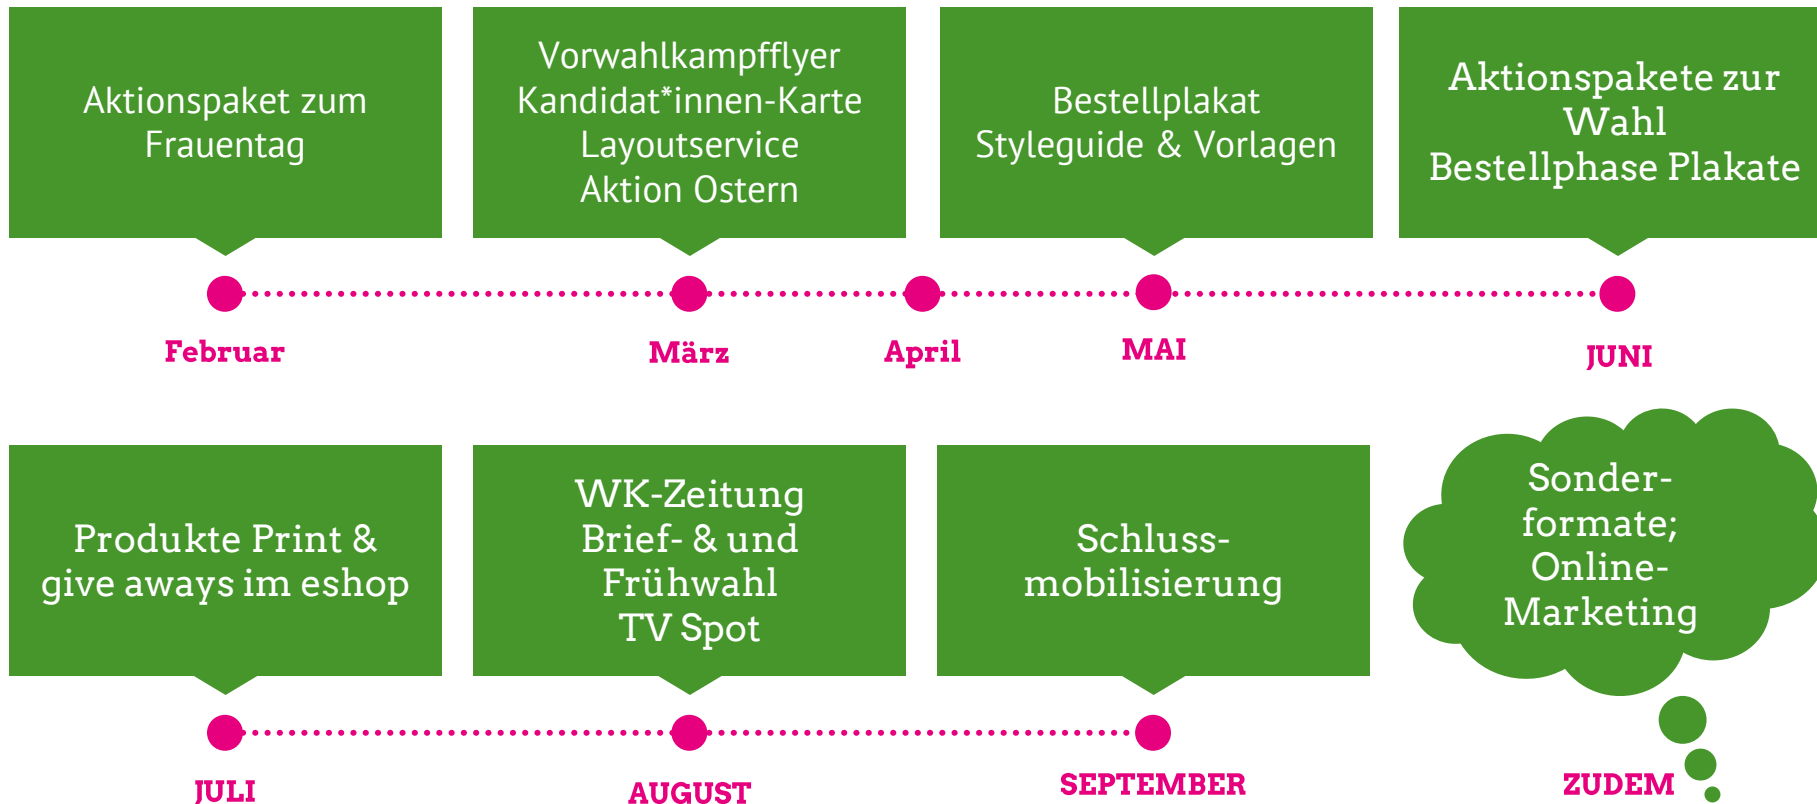 Aktionspaket zum
Frauentag
Vorwahlkampfflyer
Kandidat*innen-Karte
Layoutservice
Aktion Ostern
Bestellplakat
Styleguide & Vorlagen
Aktionspakete zur
Wahl
Bestellphase Plakate
Februar
März
April
MAI
JUNI
Produkte Print &
give aways im eshop
WK-Zeitung
Brief- & und
Frühwahl
TV Spot
Schluss-
mobilisierung
Sonder-
formate;
Online-
Marketing
JULI
AUGUST
SEPTEMBER
ZUDEM